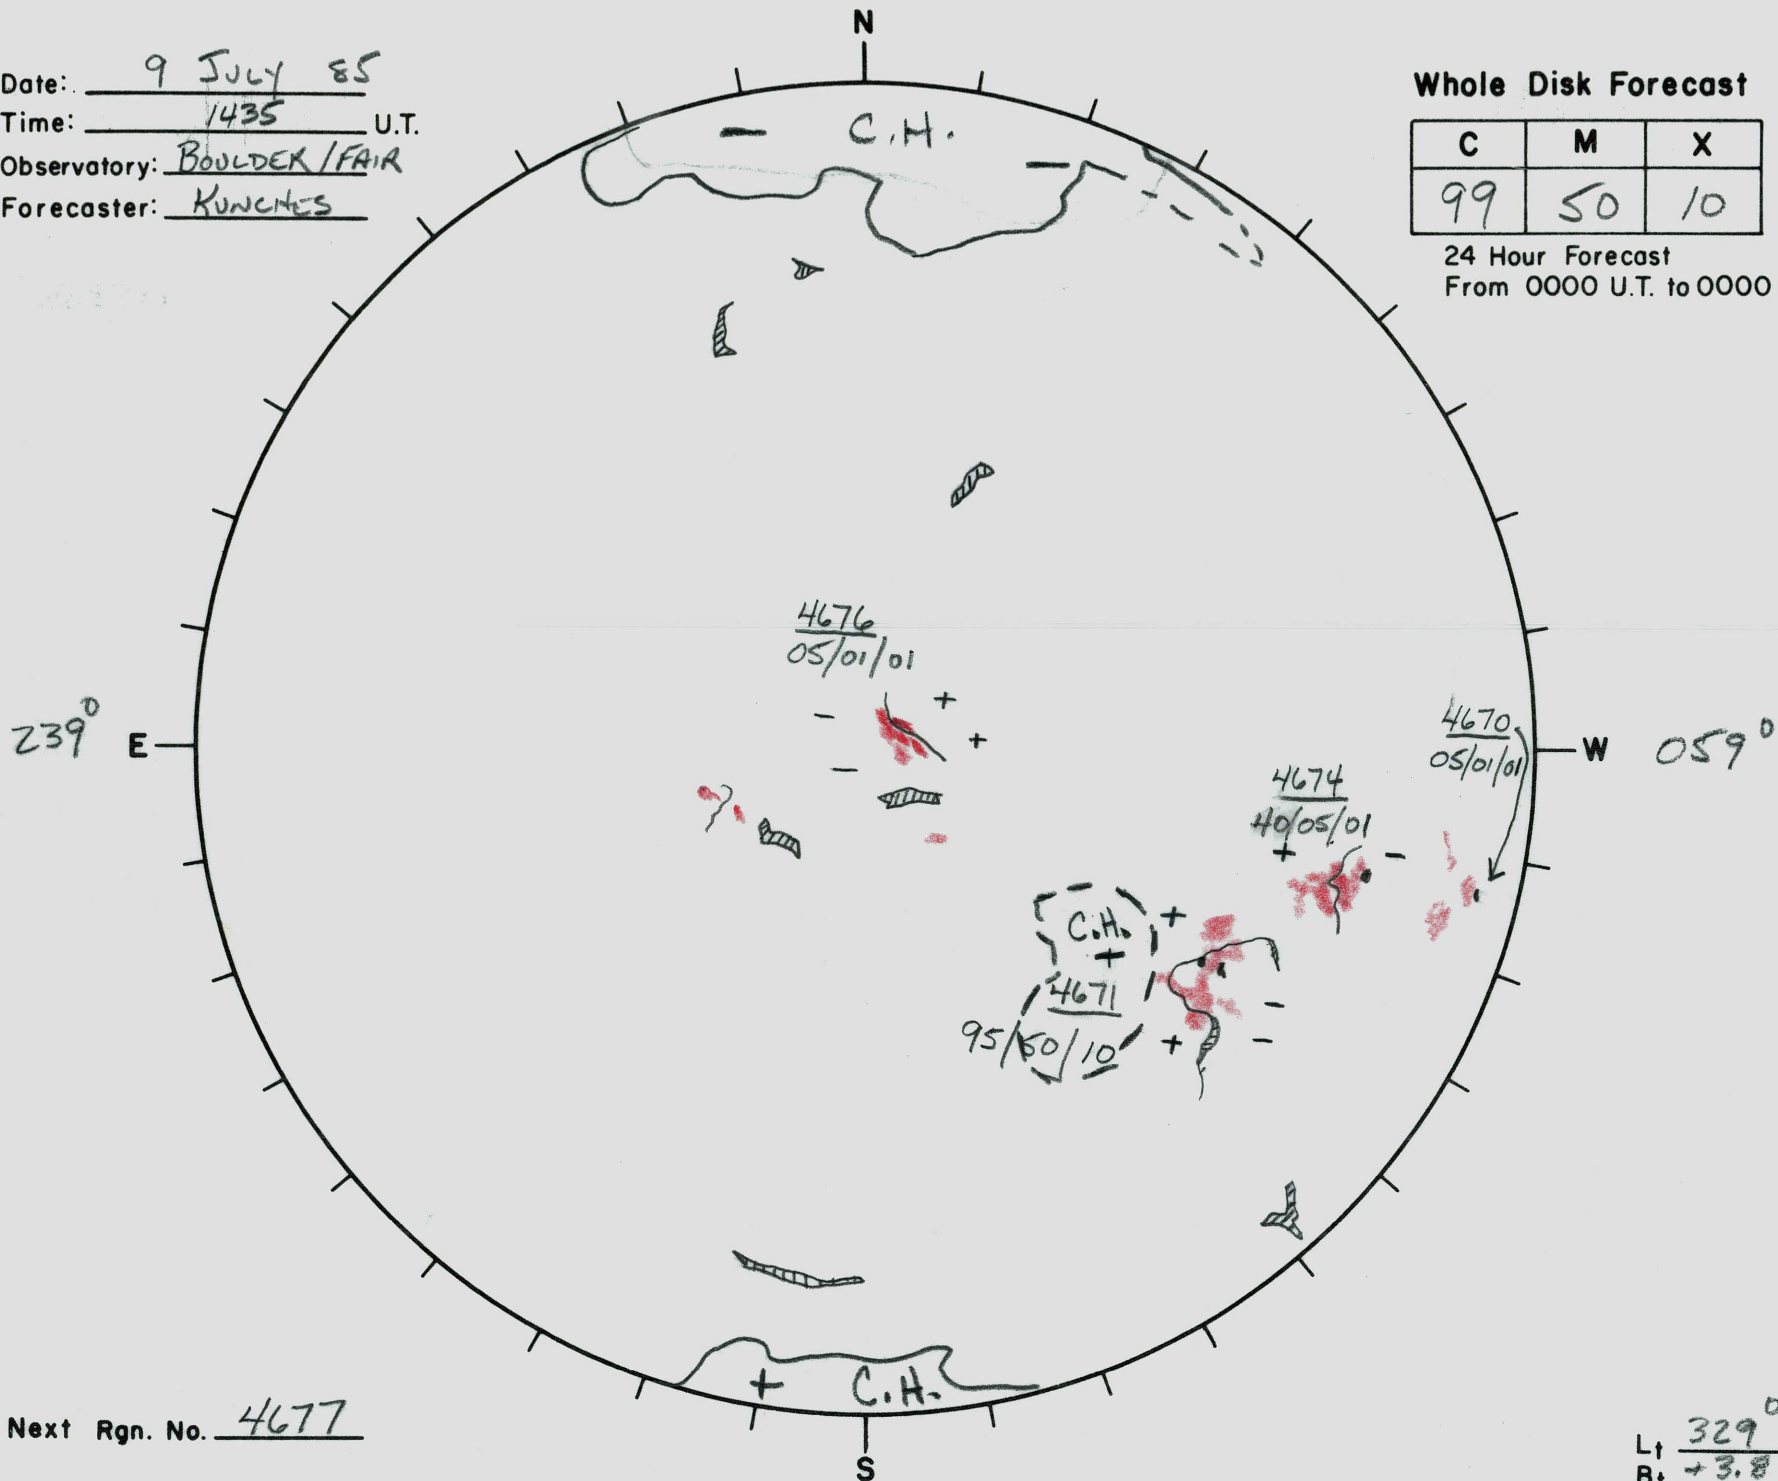 N
Date: 9 July 85
Time: 1435 U.T.
Observatory: BOULDER/FAIR
Forecaster: KUNCHES
Whole Disk Forecast
C M X
99 50 10
24 Hour Forecast
From 0000 U.T. to 0000
— C.H.
—
4676
05/01/01
+
−
+
−
239° E
W 059°
4670
05/01/01
4674
40/05/01
+ −
C.H.
+
+
4671
−
95/50/10
+ −
+ C.H.
Next Rgn. No. 4677
S
Lt 329°
Bt +3.8